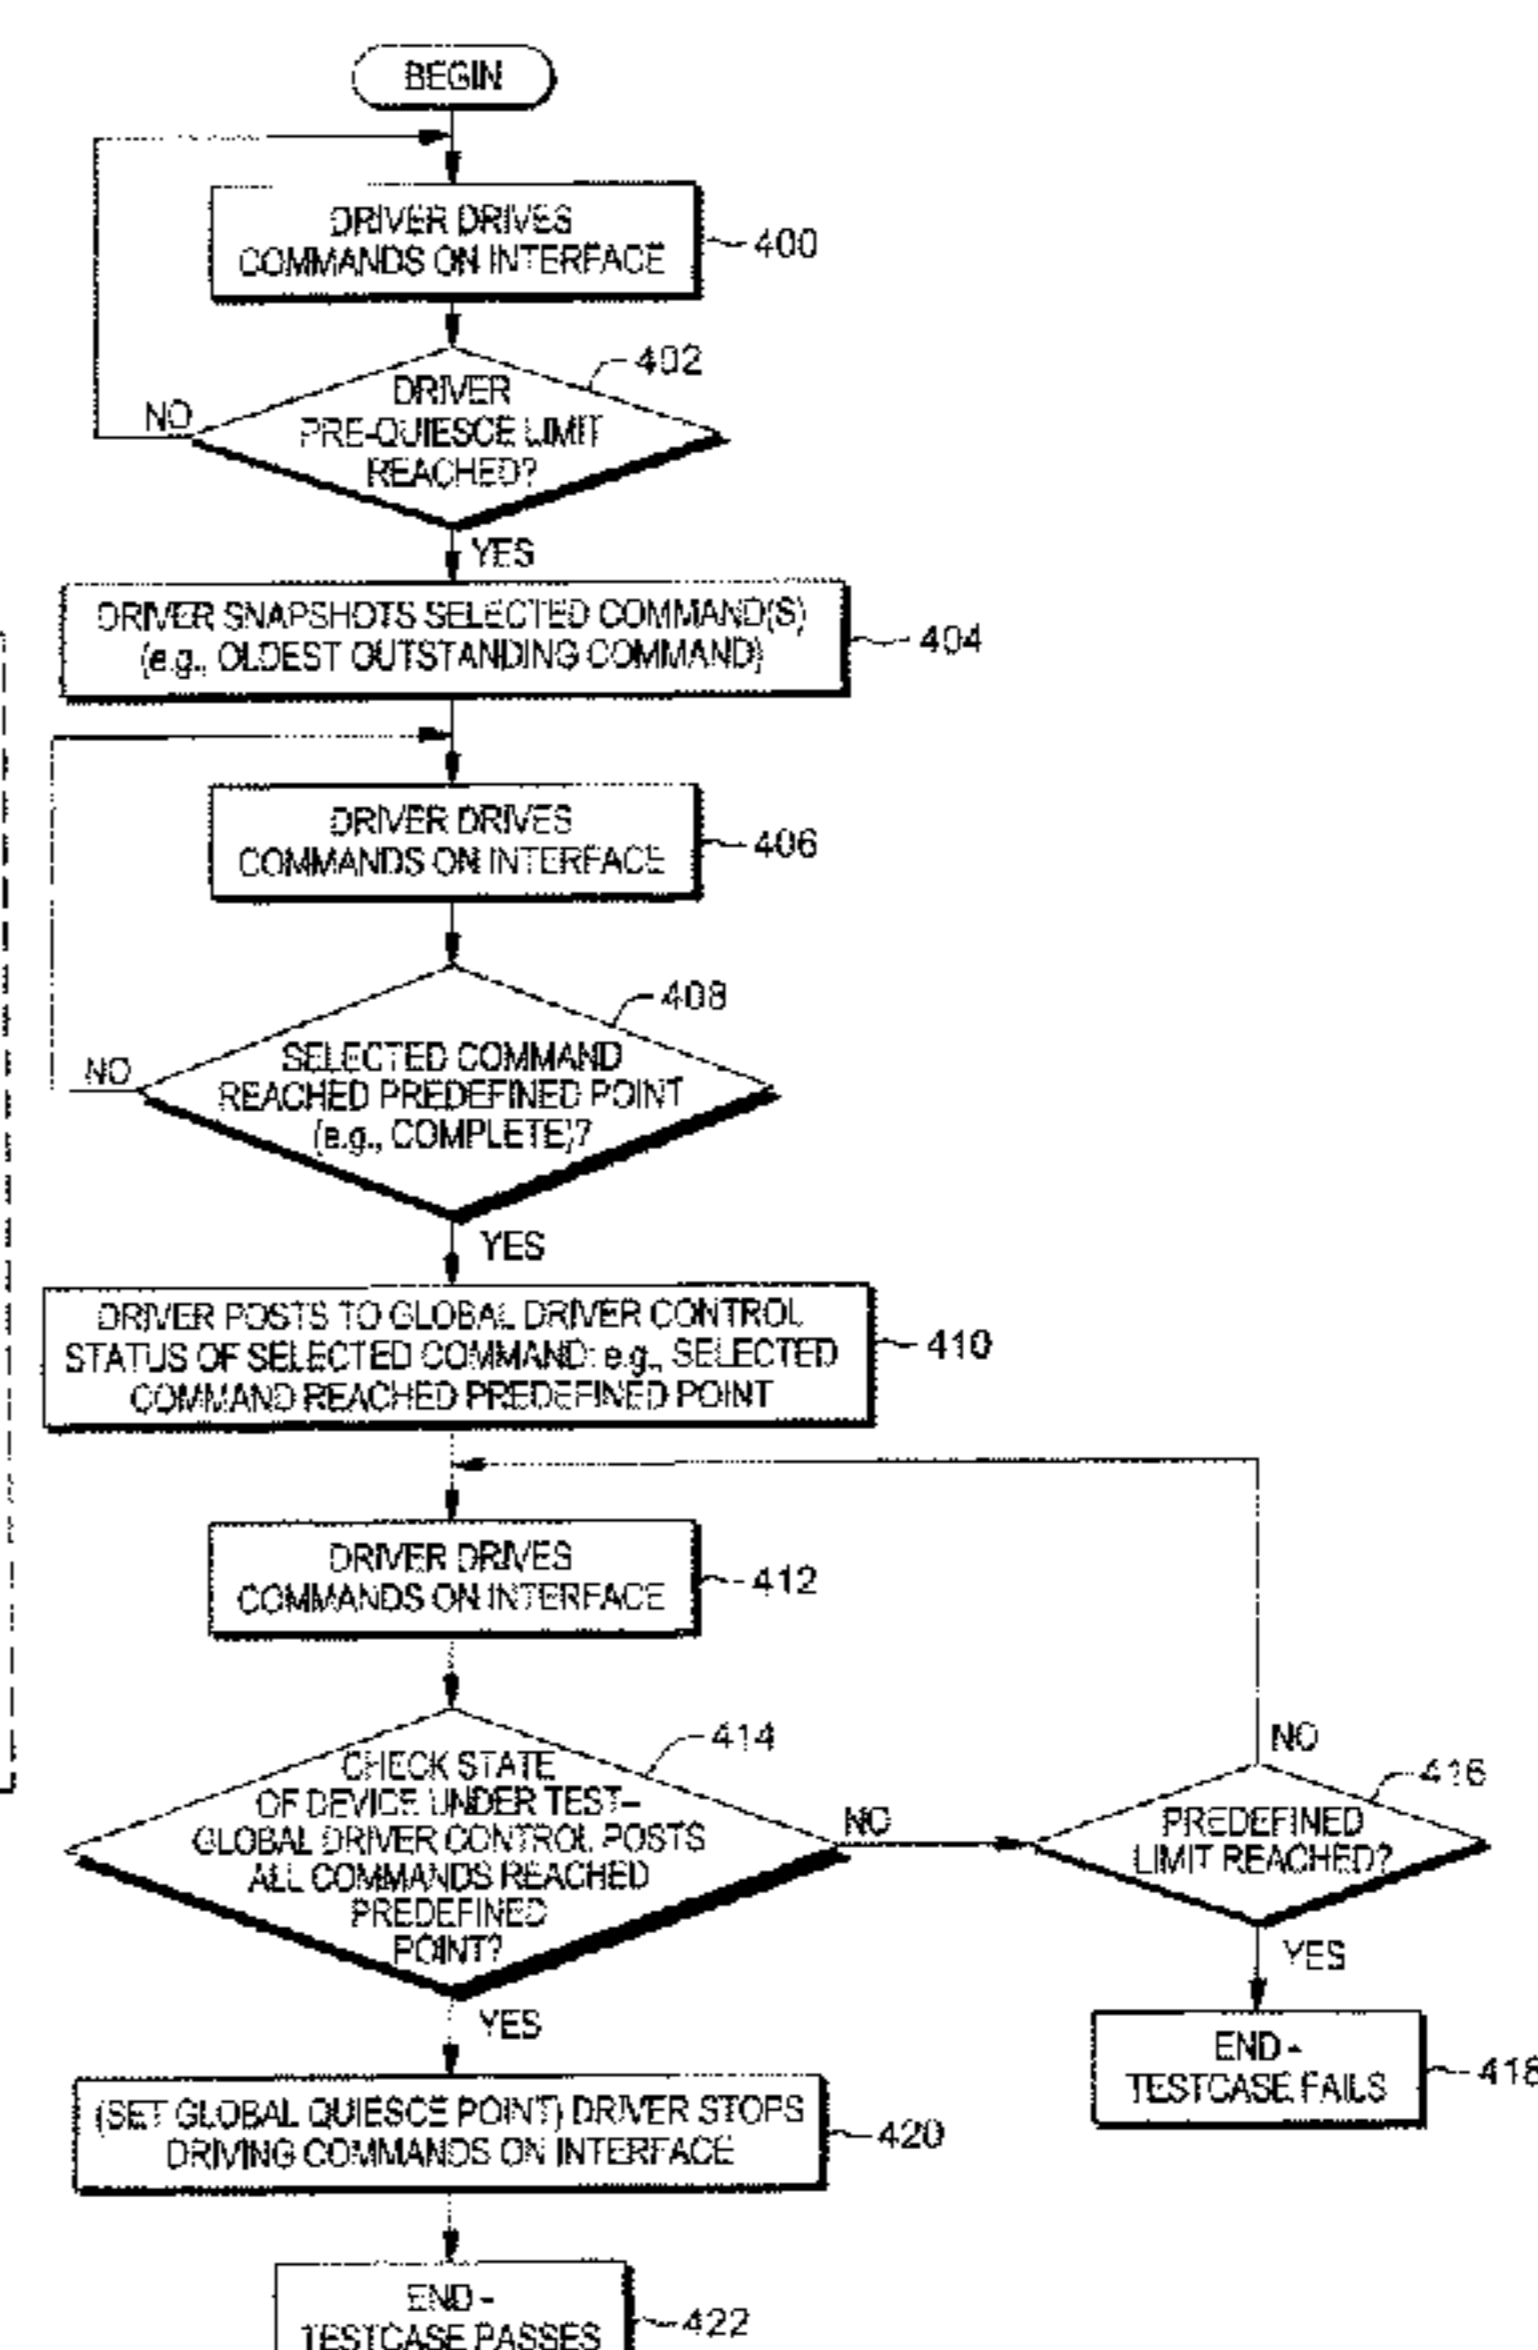 BEGIN
DRIVER DRIVES
COMMANDS ON INTERFACE
400
402
DRIVER
PRE-QUIESCE LIMIT
REACHED?
NO
YES
DRIVER SNAPSHOTS SELECTED COMMAND(S)
(e.g., OLDEST OUTSTANDING COMMAND)
404
DRIVER DRIVES
COMMANDS ON INTERFACE
406
408
SELECTED COMMAND
REACHED PREDEFINED POINT
(e.g., COMPLETE)?
NO
YES
DRIVER POSTS TO GLOBAL DRIVER CONTROL
STATUS OF SELECTED COMMAND: e.g., SELECTED
COMMAND REACHED PREDEFINED POINT
410
DRIVER DRIVES
COMMANDS ON INTERFACE
412
414
CHECK STATE
OF DEVICE UNDER TEST–
GLOBAL DRIVER CONTROL POSTS
ALL COMMANDS REACHED
PREDEFINED
POINT?
NO
YES
NO
416
PREDEFINED
LIMIT REACHED?
YES
END -
TESTCASE FAILS
418
(SET GLOBAL QUIESCE POINT) DRIVER STOPS
DRIVING COMMANDS ON INTERFACE
420
END -
TESTCASE PASSES
422